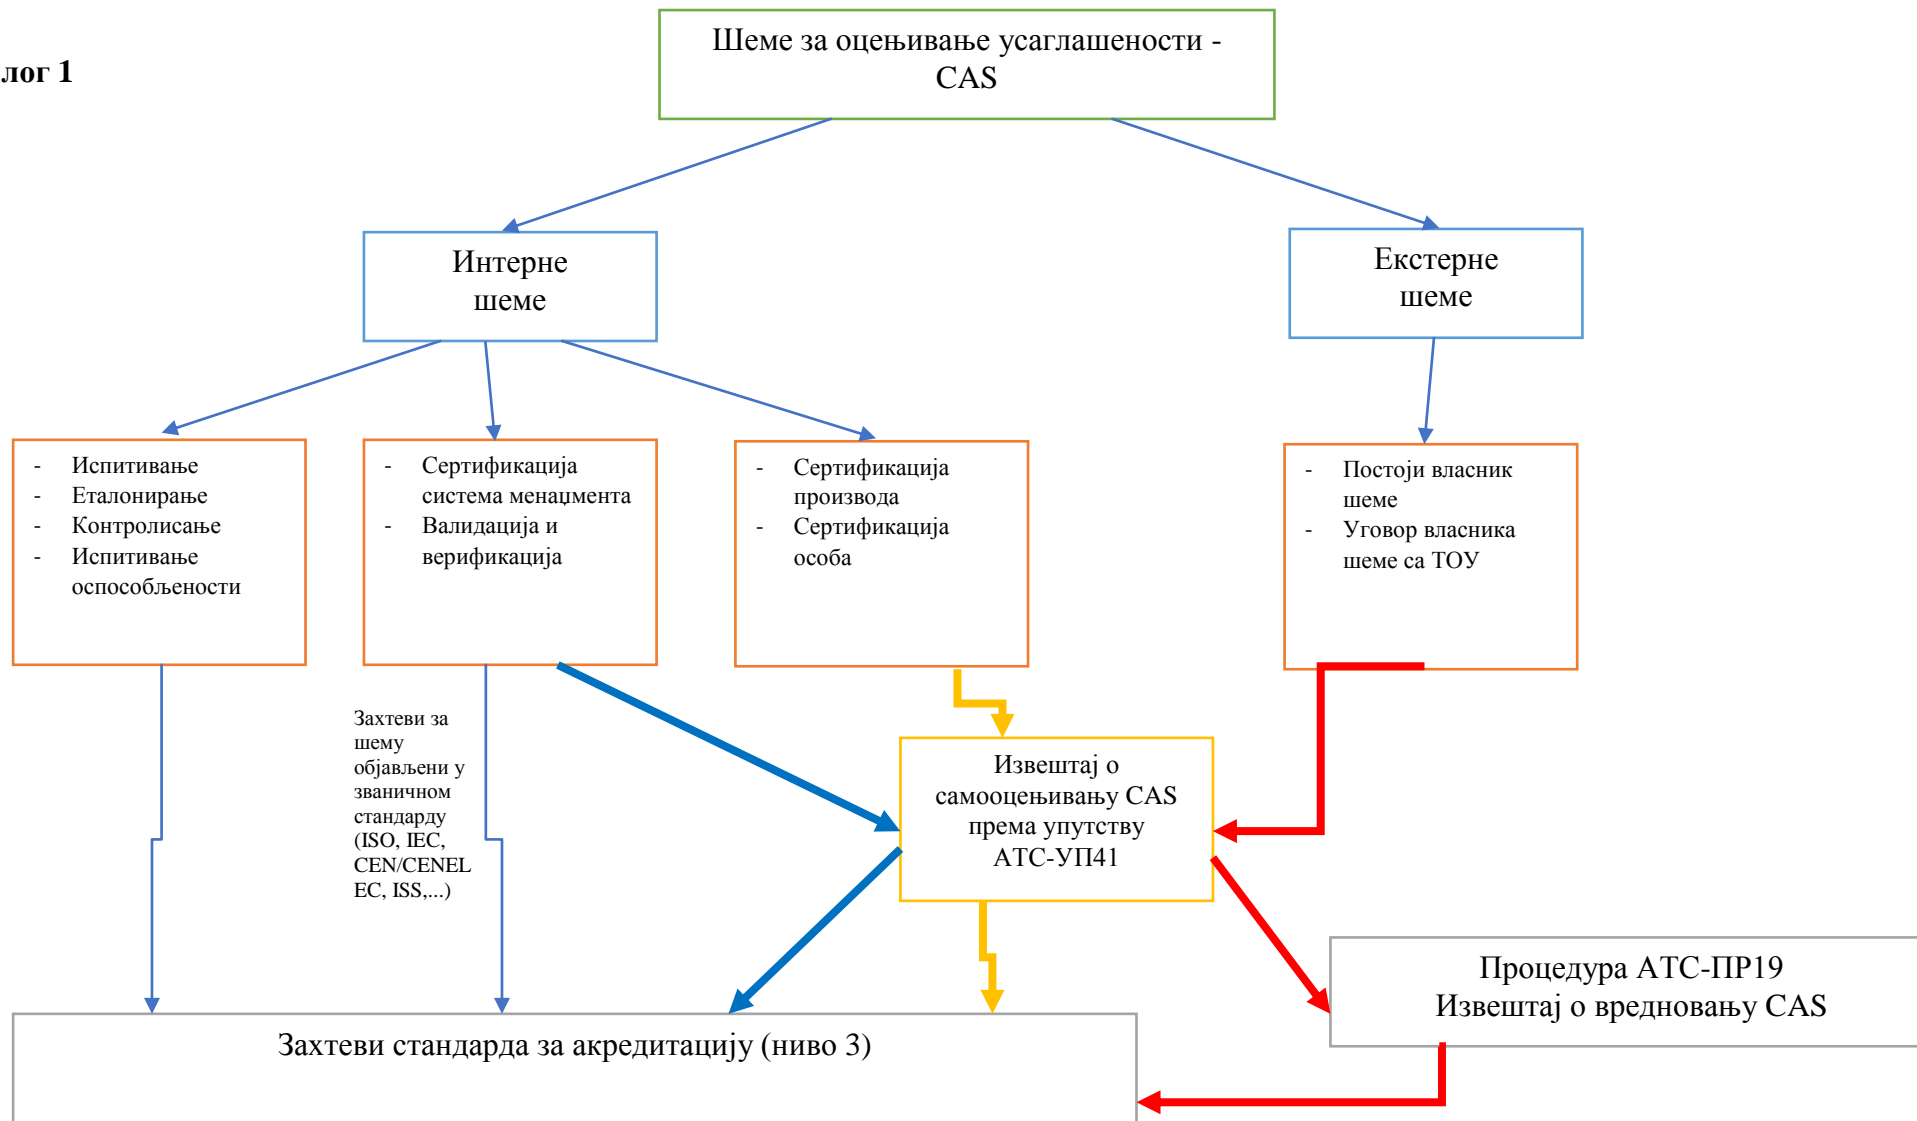 лог 1
Шеме за оцењивање усаглашености -
CAS
Интерне
шеме
Екстерне
шеме
- Испитивање
- Еталонирање
- Контролисање
- Испитивање
оспособљености
- Сертификација
система менаџмента
- Валидација и
верификација
- Сертификација
производа
- Сертификација
особа
- Постоји власник
шеме
- Уговор власника
шеме са ТОУ
Захтеви за
шему
објављени у
званичном
стандарду
(ISO, IEC,
CEN/CENEL
EC, ISS,...)
Извештај о
самооцењивању CAS
према упутству
АТС-УП41
Процедура АТС-ПР19
Извештај о вредновању CAS
Захтеви стандарда за акредитацију (ниво 3)